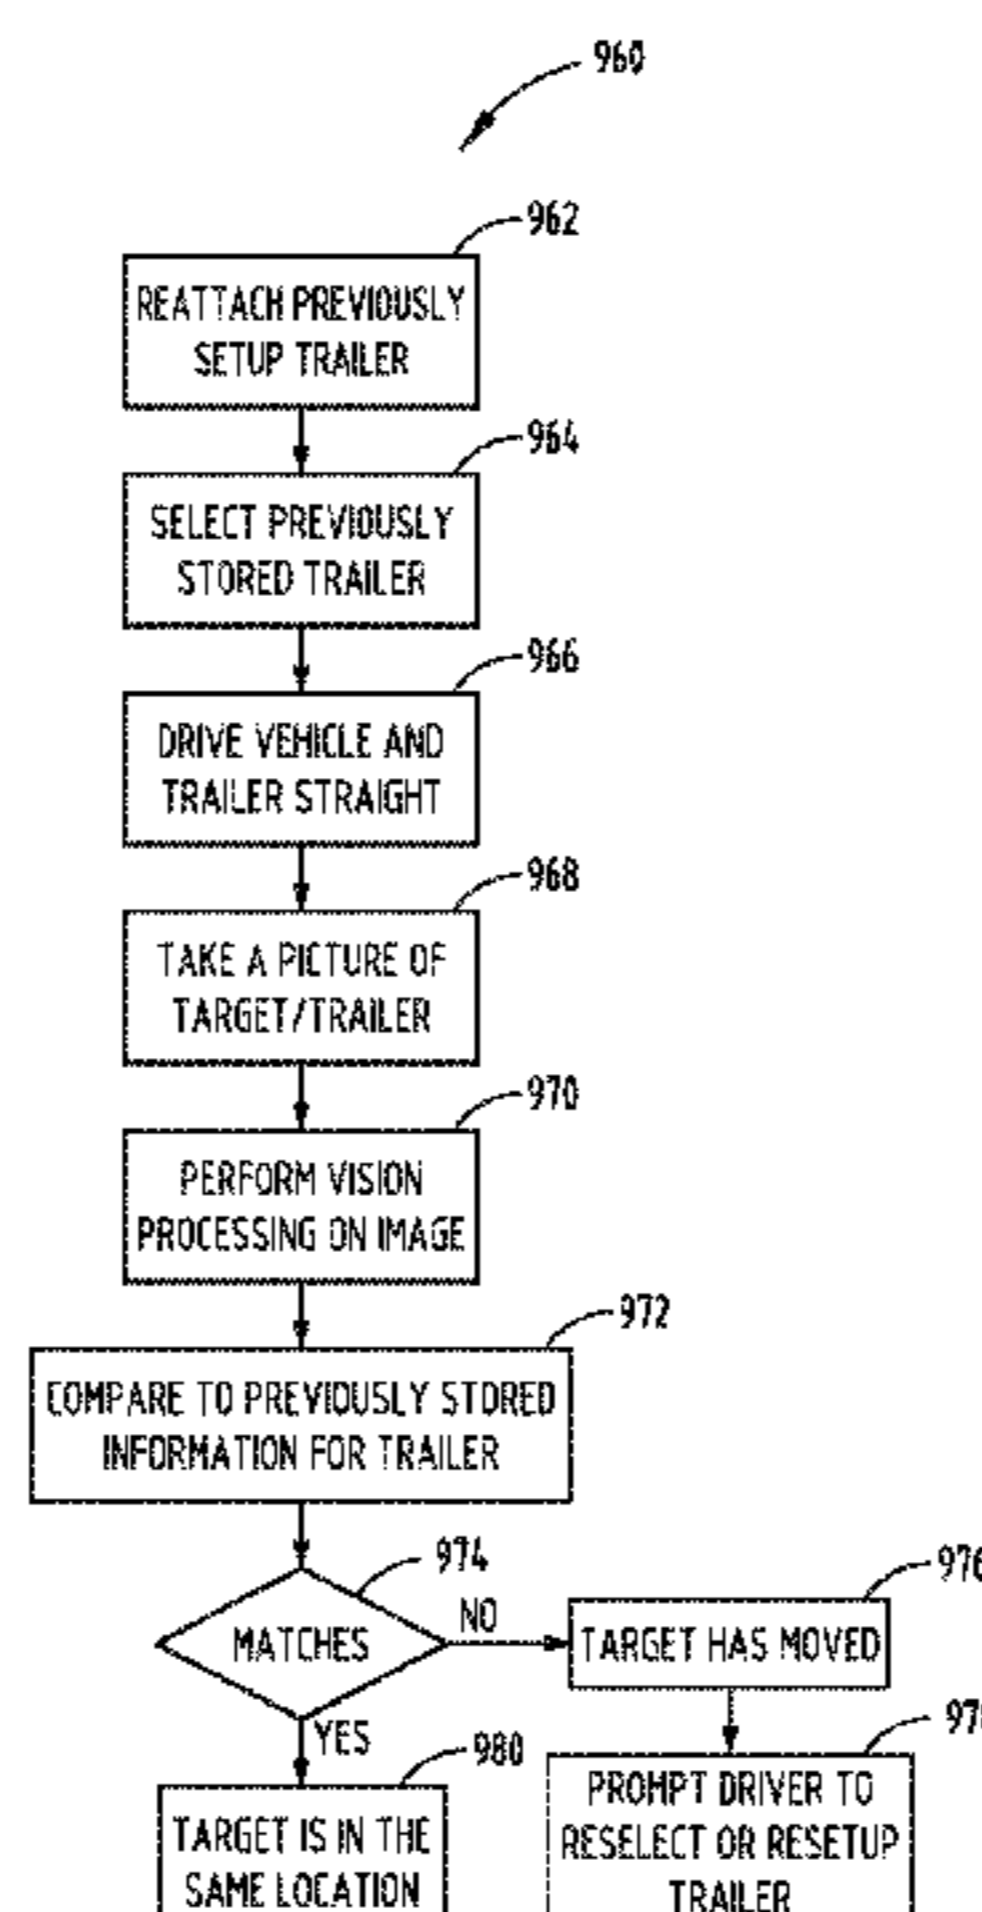 960
962
REATTACH PREVIOUSLY
SETUP TRAILER
964
SELECT PREVIOUSLY
STORED TRAILER
966
DRIVE VEHICLE AND
TRAILER STRAIGHT
968
TAKE A PICTURE OF
TARGET/TRAILER
970
PERFORM VISION
PROCESSING ON IMAGE
972
COMPARE TO PREVIOUSLY STORED
INFORMATION FOR TRAILER
974
MATCHES
NO
976
TARGET HAS MOVED
YES
980
TARGET IS IN THE
SAME LOCATION
PROMPT DRIVER TO
RESELECT OR RESETUP
TRAILER